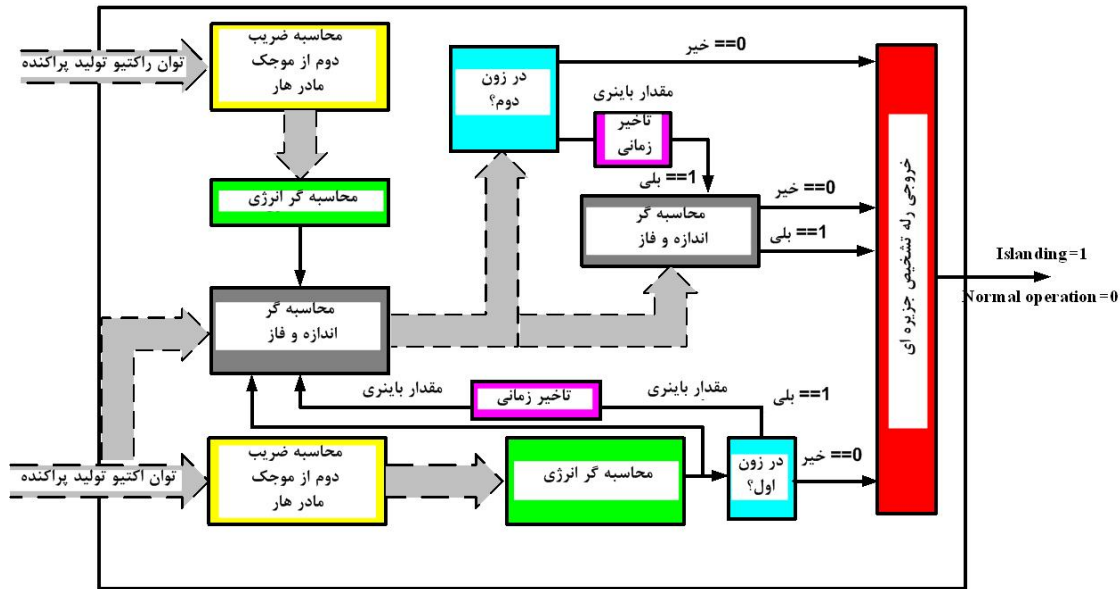 توان راکتیو تولید پراکنده
محاسبه ضریب
دوم از موجک
مادر هار
محاسبه گر انرژی
محاسبه گر
اندازه و فاز
در زون
دوم؟
خیر ==0
مقدار باینری
تاخیر
زمانی
بلی ==1
محاسبه گر
اندازه و فاز
خیر ==0
بلی ==1
خروجی رله تشخیص جزیره ای
Islanding=1
Normal operation=0
مقدار باینری
تاخیر زمانی
مقدار باینری
بلی ==1
توان اکتیو تولید پراکنده
محاسبه ضریب
دوم از موجک
مادر هار
محاسبه گر انرژی
در زون
اول؟
خیر ==0